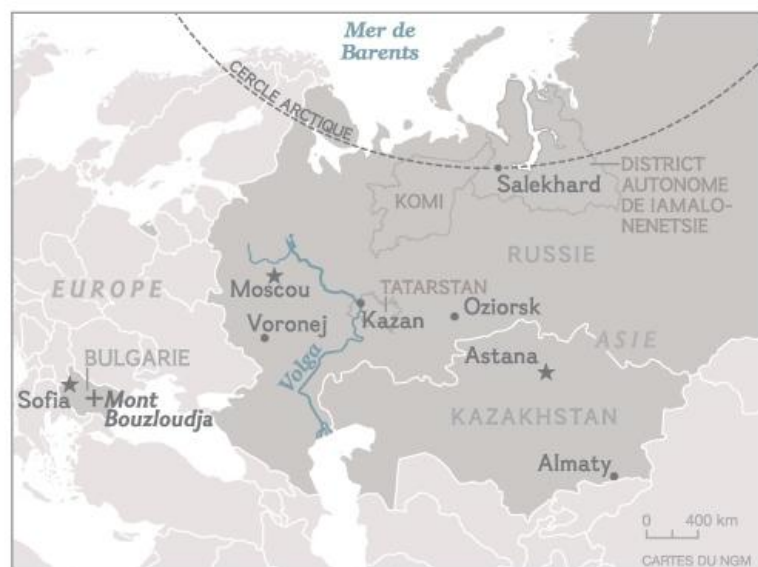 Mer de
Barents
CERCLE ARCTIQUE
Salekhard
DISTRICT
AUTONOME
DE IAMALO-
NENETSIE
KOMI
RUSSIE
EUROPE
Moscou
TATARSTAN
Kazan
Oziorsk
Voronej
ASIE
Astana
Volga
BULGARIE
Sofia
Mont
Bouzloudja
KAZAKHSTAN
Almaty
0 400 km
CARTES DU NGM